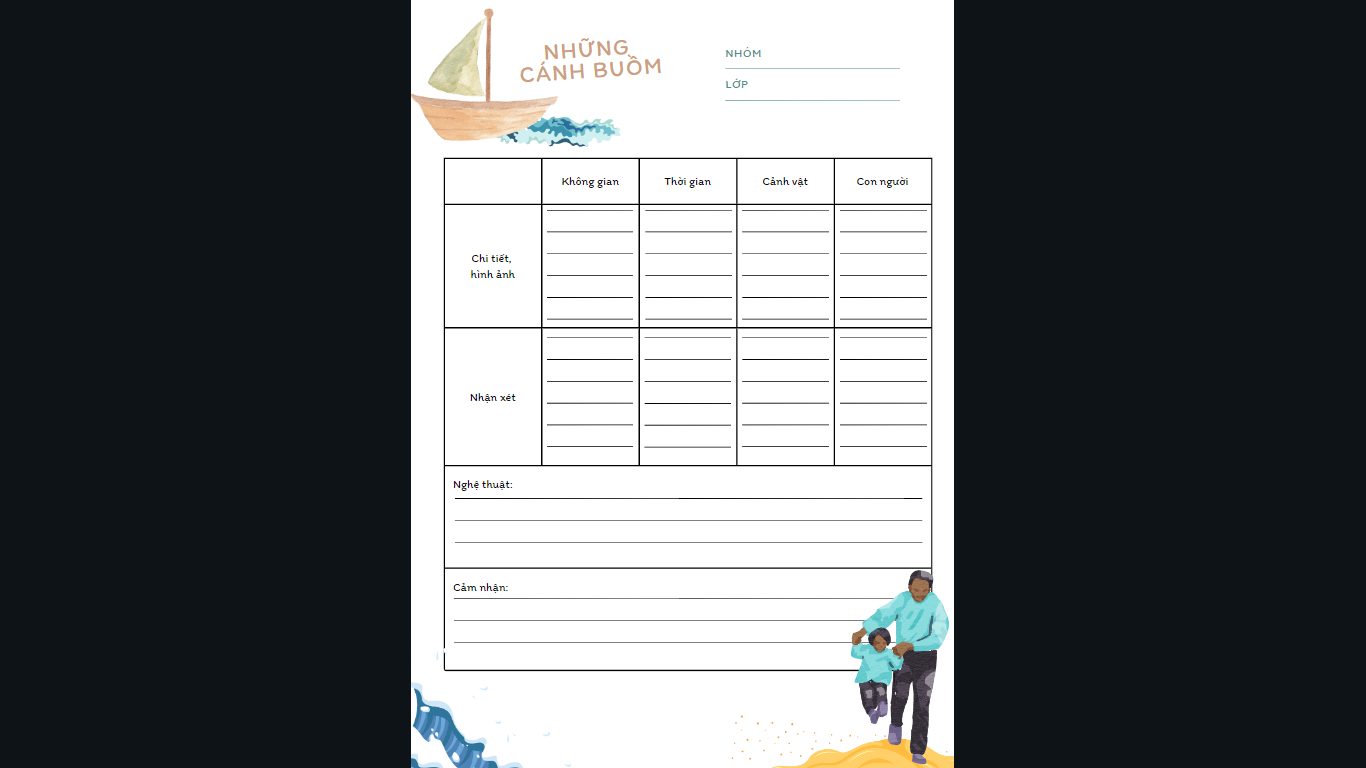 NHỮNG
CÁNH BUỒM
NHÓM
LỚP
Không gian
Thời gian
Cảnh vật
Con người
Chi tiết,
hình ảnh
Nhận xét
Nghệ thuật:
Cảm nhận: